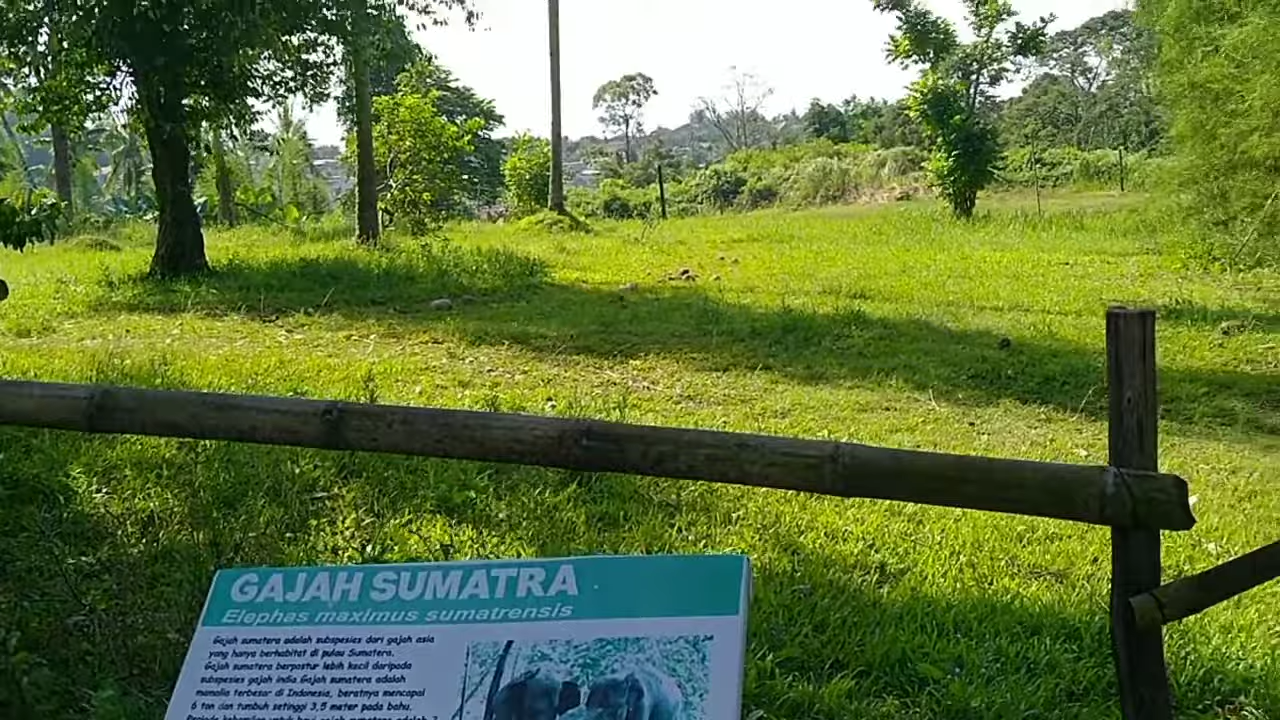 GAJAH SUMATRA
Elephas maximus sumatrensis
Gajah sumatera adalah subspesies dari gajah asia
yang hanya berhabitat di pulau Sumatra.
Gajah sumatera berpostur lebih kecil daripada
subspesies gajah india.Gajah sumatera adalah
mamalia terbesar di Indonesia, beratnya mencapai
6 ton dan tumbuh setinggi 3,5 meter pada bahu.